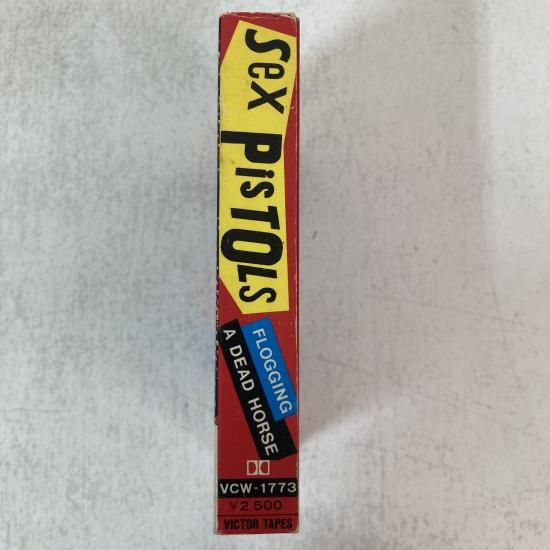 Sex PisTOLs
FLOGGING
A DEAD HORSE
VCW-1773
¥2,500
VICTOR TAPES